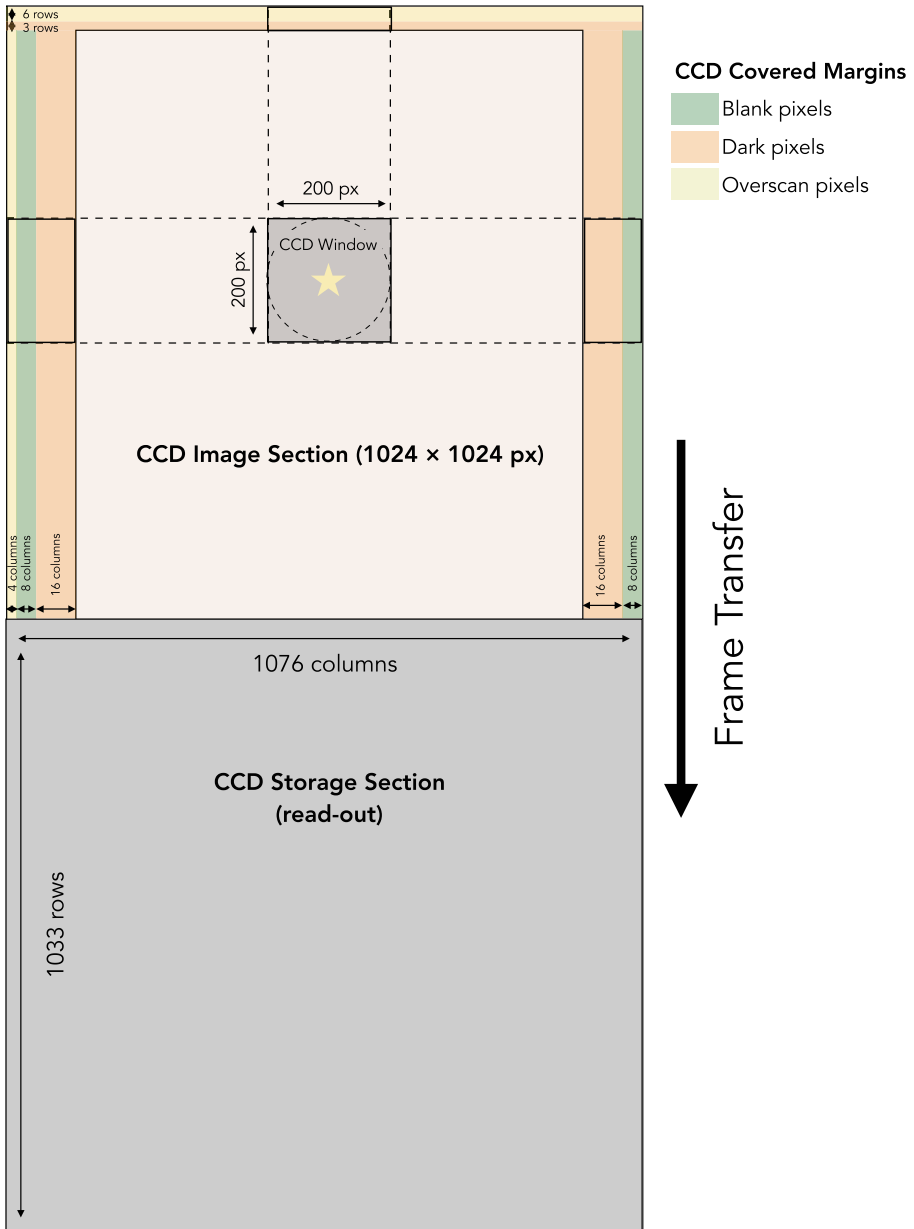 6 rows
3 rows
CCD Covered Margins
Blank pixels
Dark pixels
Overscan pixels
200 px
CCD Window
200 px
CCD Image Section (1024 × 1024 px)
4 columns
8 columns
16 columns
16 columns
8 columns
Frame Transfer
1076 columns
CCD Storage Section
(read-out)
1033 rows